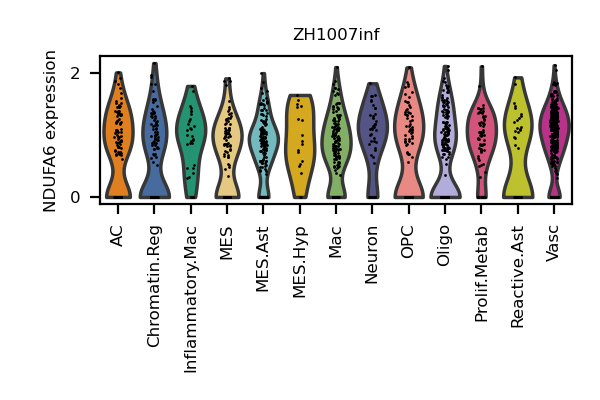 ZH1007inf
NDUFA6 expression
2
0
AC
Chromatin.Reg
Inflammatory.Mac
MES
MES.Ast
MES.Hyp
Mac
Neuron
OPC
Oligo
Prolif.Metab
Reactive.Ast
Vasc